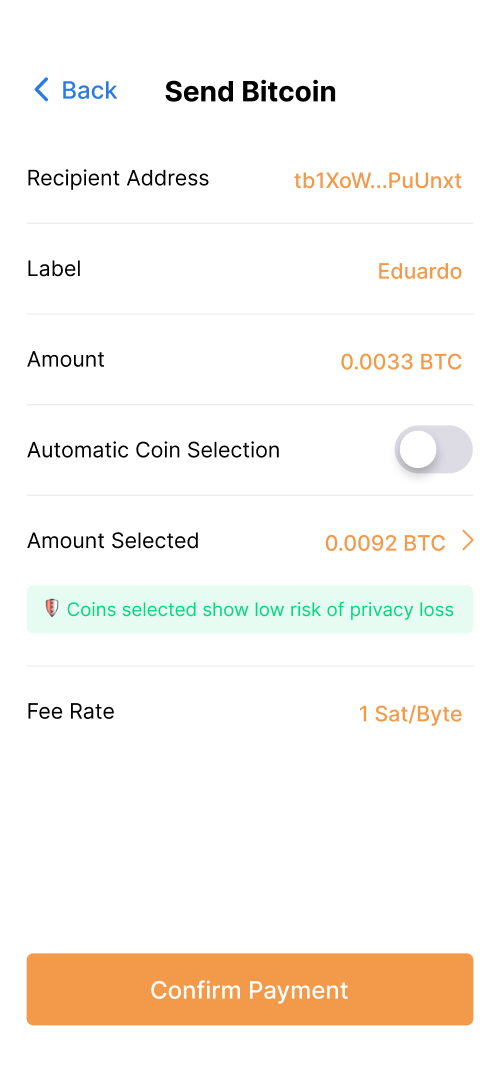 Back
Send Bitcoin
Recipient Address
tb1XoW...PuUnxt
Label
Eduardo
Amount
0.0033 BTC
Automatic Coin Selection
Amount Selected
0.0092 BTC
Coins selected show low risk of privacy loss
Fee Rate
1 Sat/Byte
Confirm Payment